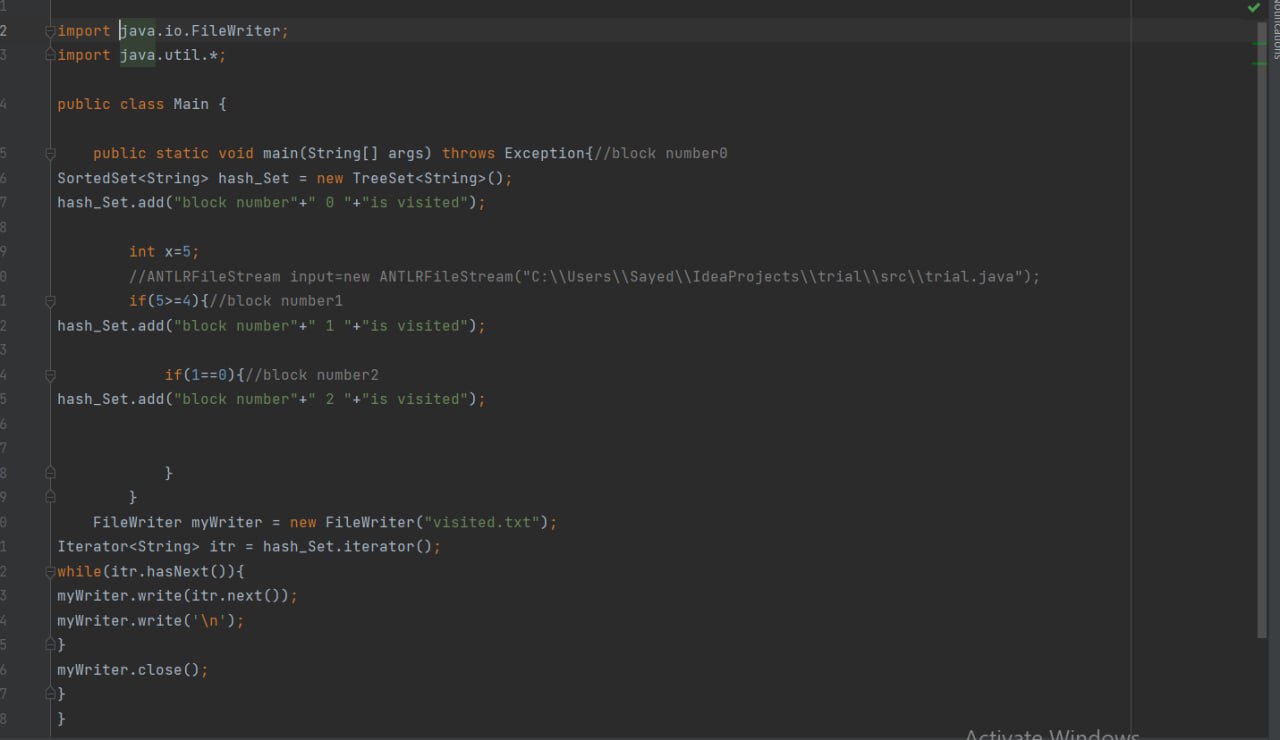 1
2 import java.io.FileWriter;
3 import java.util.*;
4 public class Main {
5     public static void main(String[] args) throws Exception{//block number0
6 SortedSet<String> hash_Set = new TreeSet<String>();
7 hash_Set.add("block number"+" 0 "+"is visited");
8
9         int x=5;
0         //ANTLRFileStream input=new ANTLRFileStream("C:\\Users\\Sayed\\IdeaProjects\\trial\\src\\trial.java");
1         if(5>=4){//block number1
2 hash_Set.add("block number"+" 1 "+"is visited");
3
4             if(1==0){//block number2
5 hash_Set.add("block number"+" 2 "+"is visited");
6
7
8             }
9         }
0     FileWriter myWriter = new FileWriter("visited.txt");
1 Iterator<String> itr = hash_Set.iterator();
2 while(itr.hasNext()){
3 myWriter.write(itr.next());
4 myWriter.write('\n');
5 }
6 myWriter.close();
7 }
8 }
Activate Windows